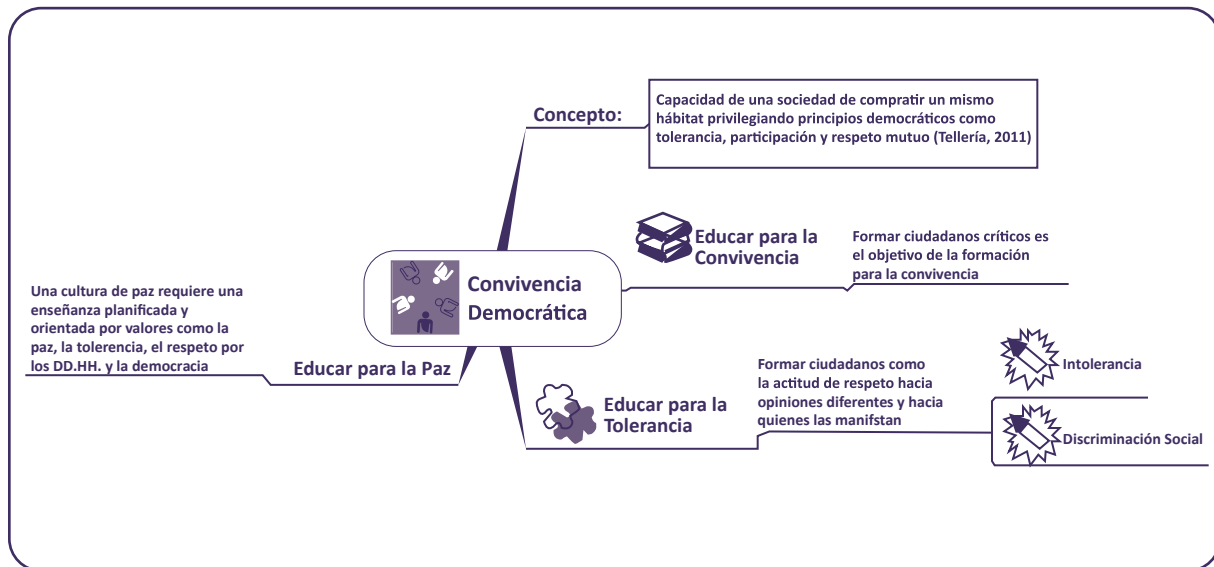 Concepto:
Capacidad de una sociedad de compratir un mismo
hábitat privilegiando principios democráticos como
tolerancia, participación y respeto mutuo (Tellería, 2011)
Educar para la
Convivencia
Formar ciudadanos críticos es
el objetivo de la formación
para la convivencia
Convivencia
Democrática
Una cultura de paz requiere una
enseñanza planificada y
orientada por valores como la
paz, la tolerencia, el respeto por
los DD.HH. y la democracia
Educar para la Paz
Educar para la
Tolerancia
Formar ciudadanos como
la actitud de respeto hacia
opiniones diferentes y hacia
quienes las manifstan
Intolerancia
Discriminación Social